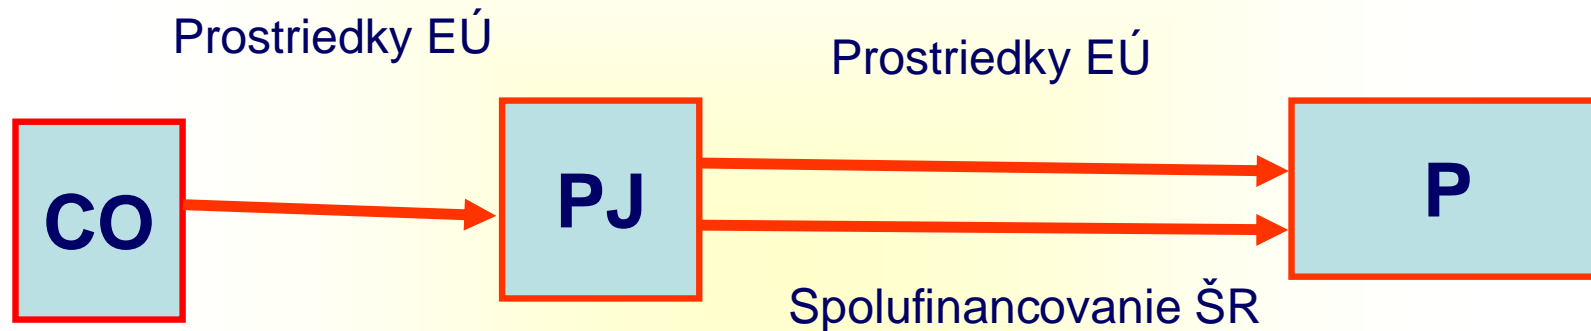 Prostriedky EÚ
Prostriedky EÚ
CO
PJ
P
Spolufinancovanie ŠR